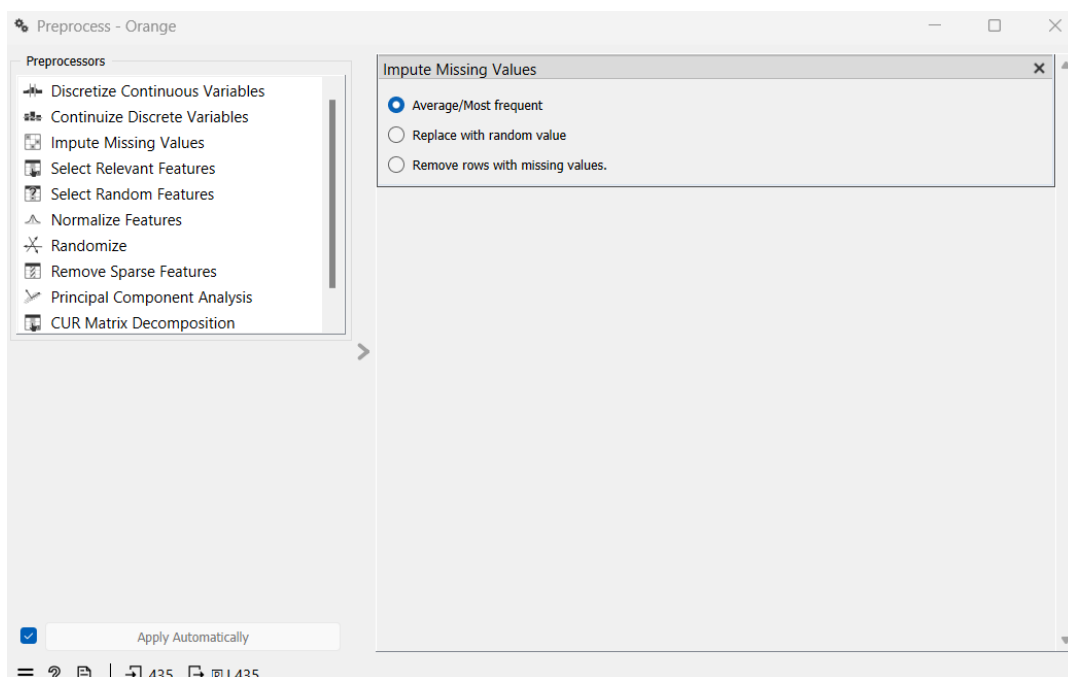 Preprocess - Orange
Preprocessors
Discretize Continuous Variables
Continuize Discrete Variables
Impute Missing Values
Select Relevant Features
Select Random Features
Normalize Features
Randomize
Remove Sparse Features
Principal Component Analysis
CUR Matrix Decomposition
Impute Missing Values
Average/Most frequent
Replace with random value
Remove rows with missing values.
Apply Automatically
435 435